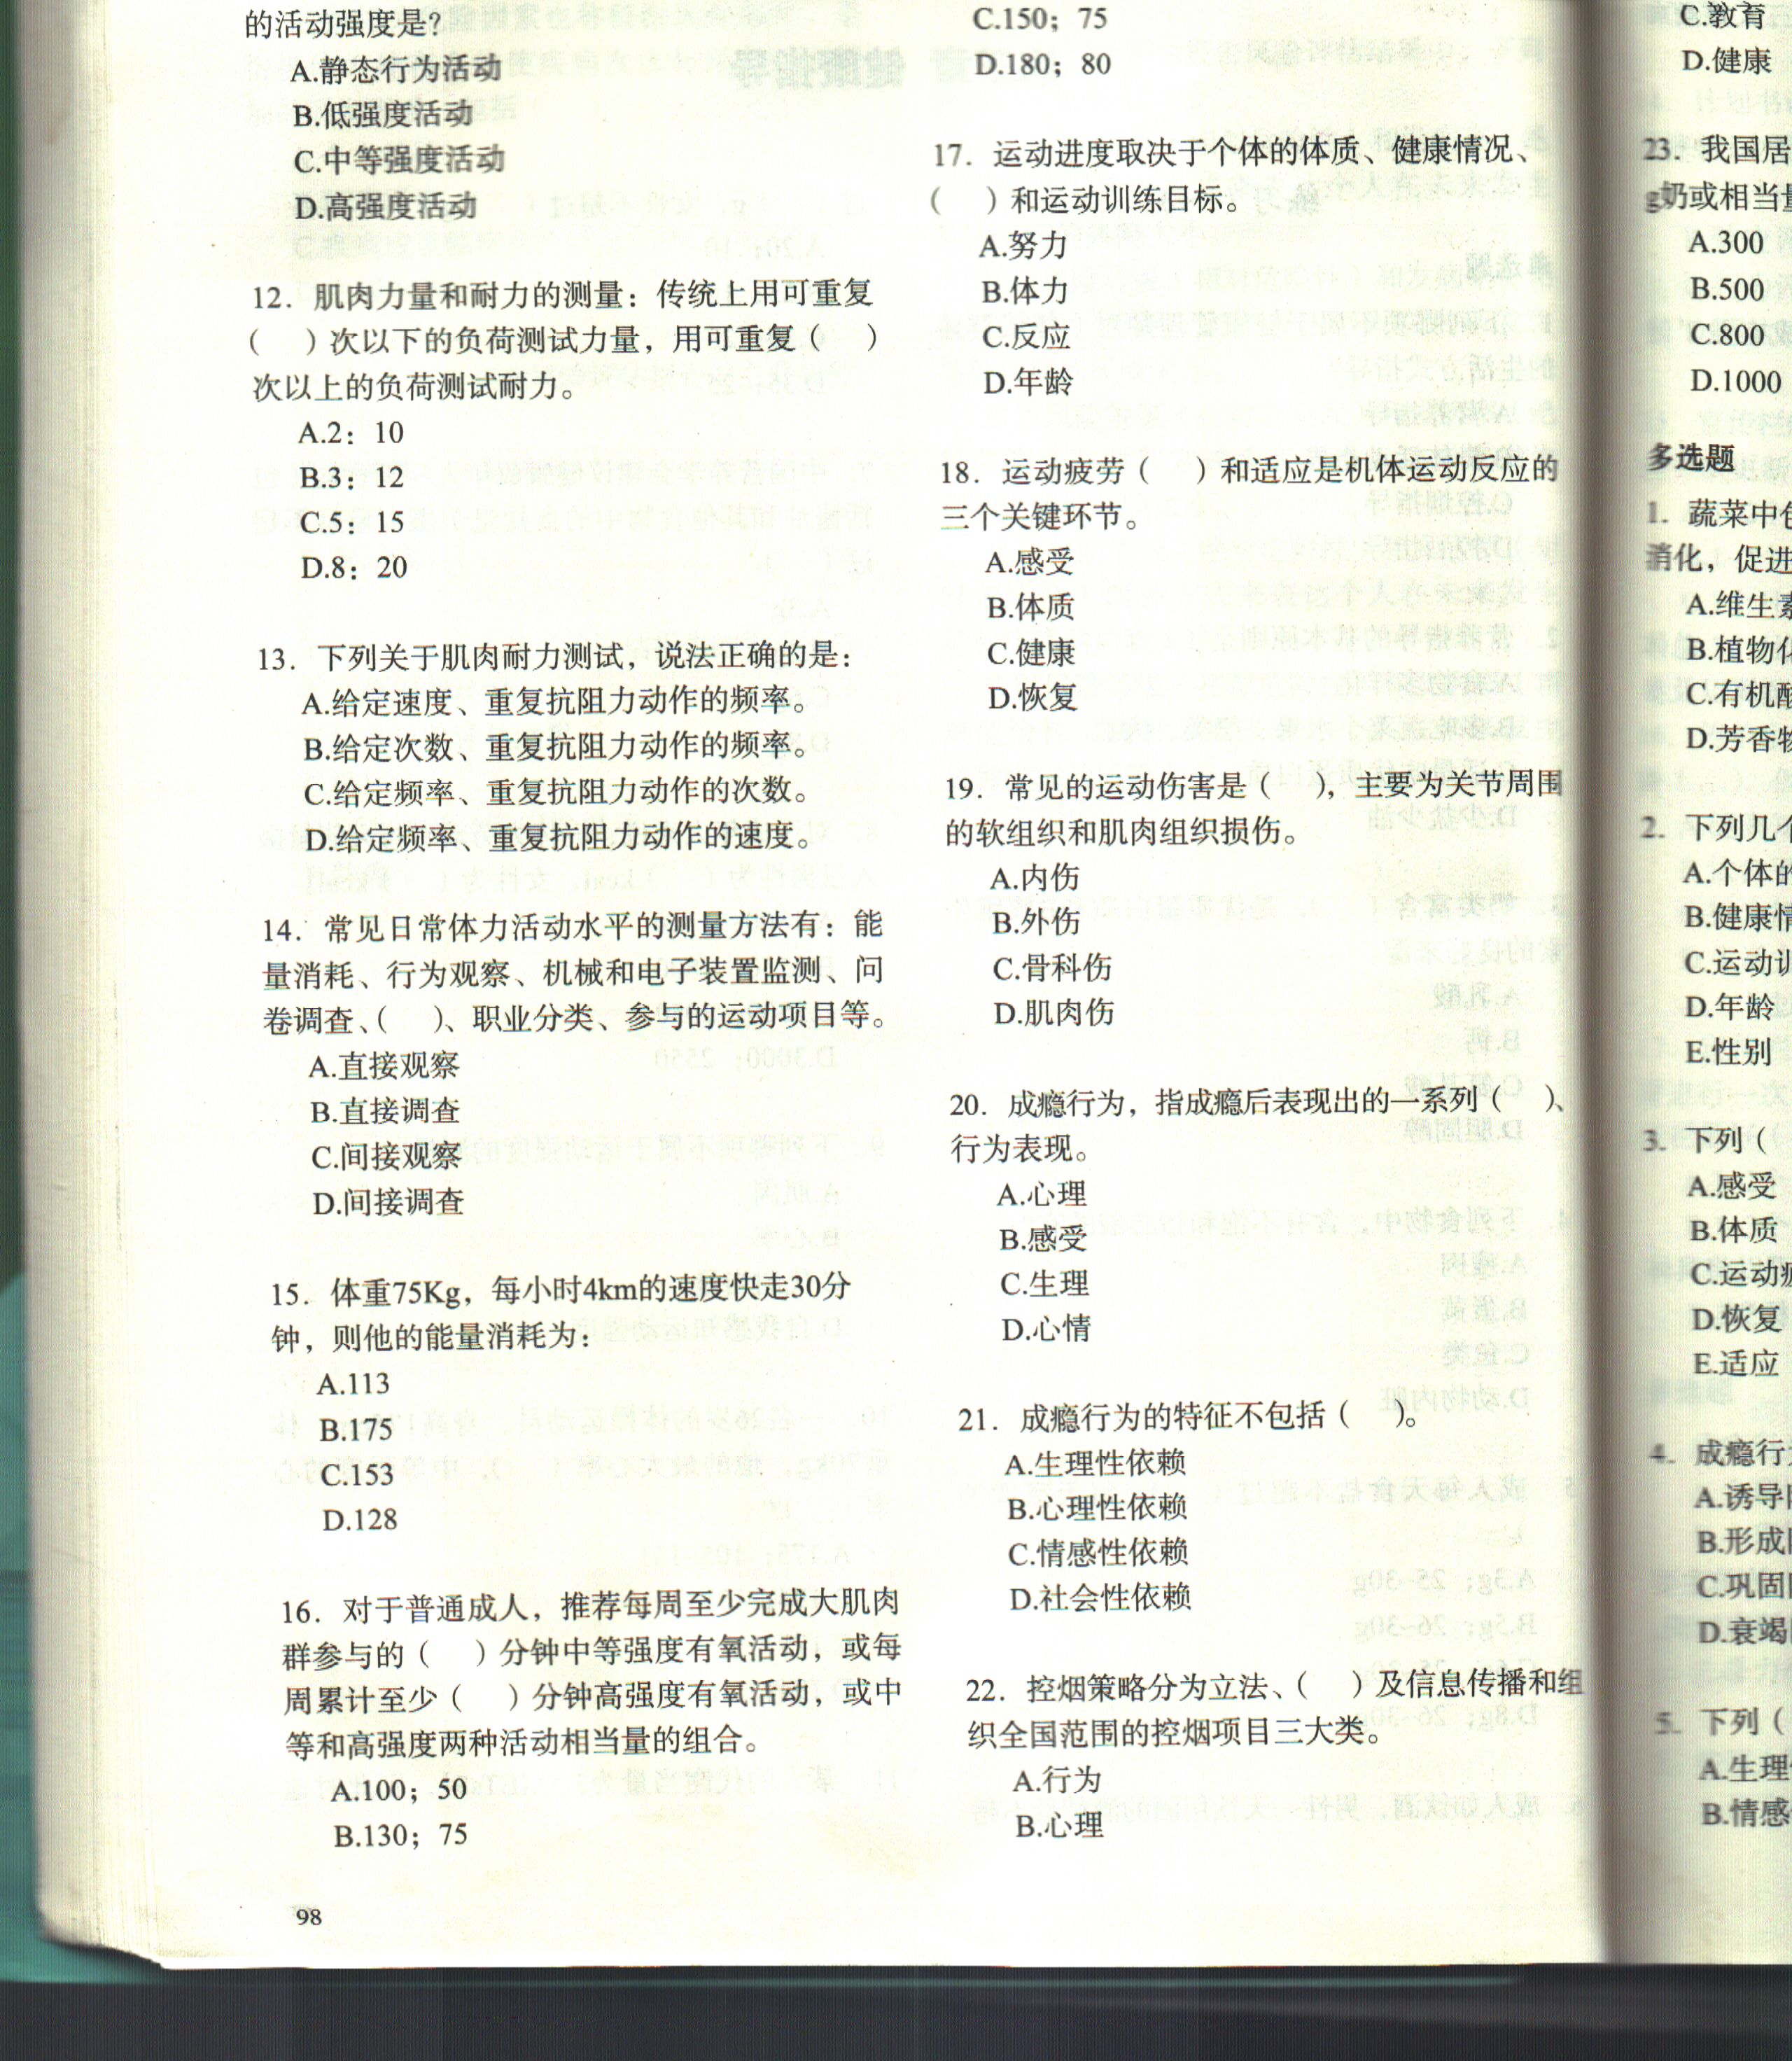 的活动强度是？
A.静态行为活动
B.低强度活动
C.中等强度活动
D.高强度活动
12．肌肉力量和耐力的测量：传统上用可重复
（　）次以下的负荷测试力量，用可重复（　）
次以上的负荷测试耐力。
A.2：10
B.3：12
C.5：15
D.8：20
13．下列关于肌肉耐力测试，说法正确的是：
A.给定速度、重复抗阻力动作的频率。
B.给定次数、重复抗阻力动作的频率。
C.给定频率、重复抗阻力动作的次数。
D.给定频率、重复抗阻力动作的速度。
14．常见日常体力活动水平的测量方法有：能
量消耗、行为观察、机械和电子装置监测、问
卷调查、（　）、职业分类、参与的运动项目等。
A.直接观察
B.直接调查
C.间接观察
D.间接调查
15．体重75Kg，每小时4km的速度快走30分
钟，则他的能量消耗为：
A.113
B.175
C.153
D.128
16．对于普通成人，推荐每周至少完成大肌肉
群参与的（　）分钟中等强度有氧活动，或每
周累计至少（　）分钟高强度有氧活动，或中
等和高强度两种活动相当量的组合。
A.100；50
B.130；75
98
C.150；75
D.180；80
17．运动进度取决于个体的体质、健康情况、
（　）和运动训练目标。
A.努力
B.体力
C.反应
D.年龄
18．运动疲劳（　）和适应是机体运动反应的
三个关键环节。
A.感受
B.体质
C.健康
D.恢复
19．常见的运动伤害是（　），主要为关节周围
的软组织和肌肉组织损伤。
A.内伤
B.外伤
C.骨科伤
D.肌肉伤
20．成瘾行为，指成瘾后表现出的一系列（　）、
行为表现。
A.心理
B.感受
C.生理
D.心情
21．成瘾行为的特征不包括（　）。
A.生理性依赖
B.心理性依赖
C.情感性依赖
D.社会性依赖
22．控烟策略分为立法、（　）及信息传播和组
织全国范围的控烟项目三大类。
A.行为
B.心理
C.教育
D.健康
23．我国居
g奶或相当
A.300
B.500
C.800
D.1000
多选题
1．蔬菜中
消化，促进
A.维生
B.植物
C.有机
D.芳香
2．下列几个
A.个体的
B.健康情
C.运动训
D.年龄
E.性别
3．下列（
A.感受
B.体质
C.运动
D.恢复
E.适应
4．成瘾行
A.诱导
B.形成
C.巩固
D.衰竭
5．下列（
A.生理
B.情感